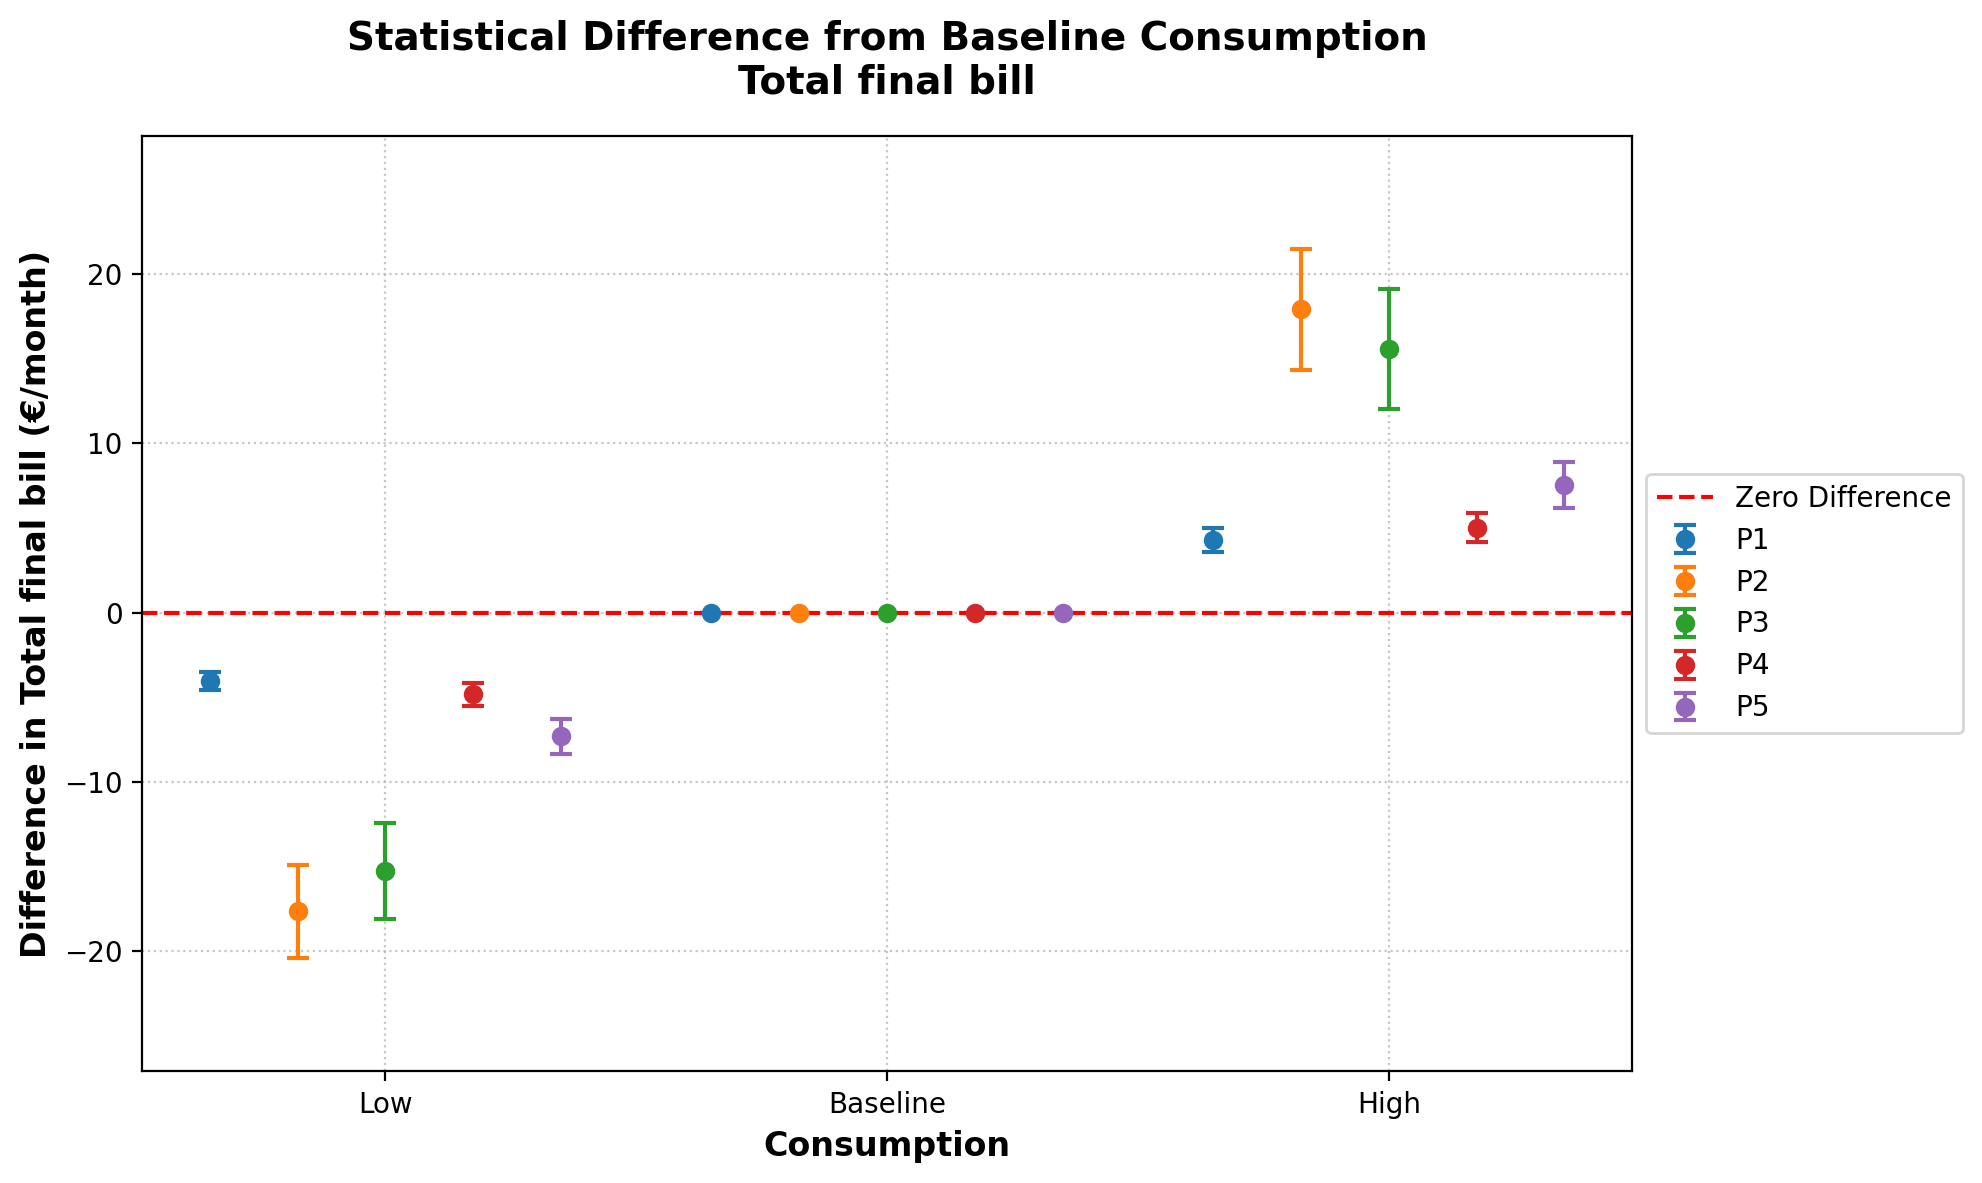 Statistical Difference from Baseline Consumption
Total final bill
Difference in Total final bill (€/month)
20
10
0
−10
−20
Low
Baseline
High
Consumption
Zero Difference
P1
P2
P3
P4
P5